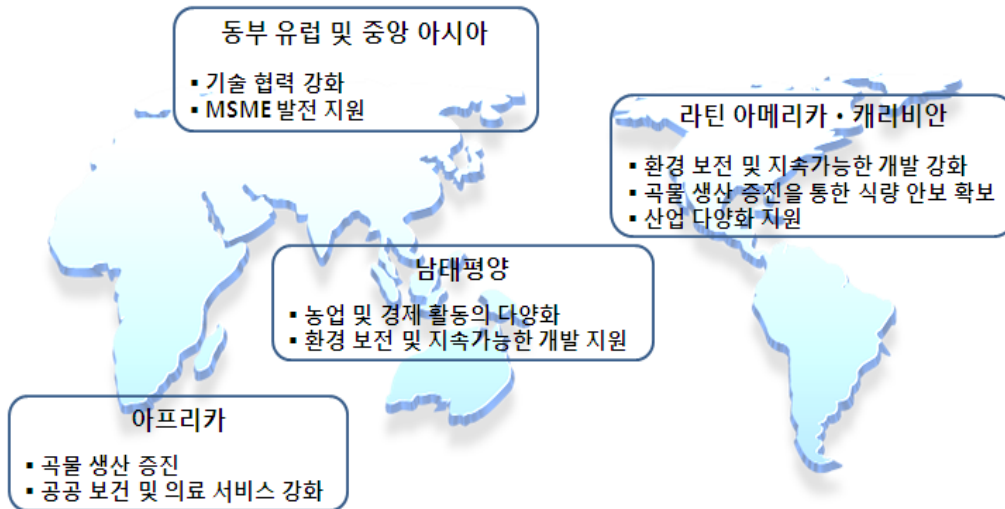 동부 유럽 및 중앙 아시아
▪ 기술 협력 강화
▪ MSME 발전 지원
라틴 아메리카 • 캐러비안
▪ 환경 보전 및 지속가능한 개발 강화
▪ 곡물 생산 증진을 통한 식량 안보 확보
▪ 산업 다양화 지원
남태평양
▪ 농업 및 경제 활동의 다양화
▪ 환경 보전 및 지속가능한 개발 지원
아프리카
▪ 곡물 생산 증진
▪ 공공 보건 및 의료 서비스 강화